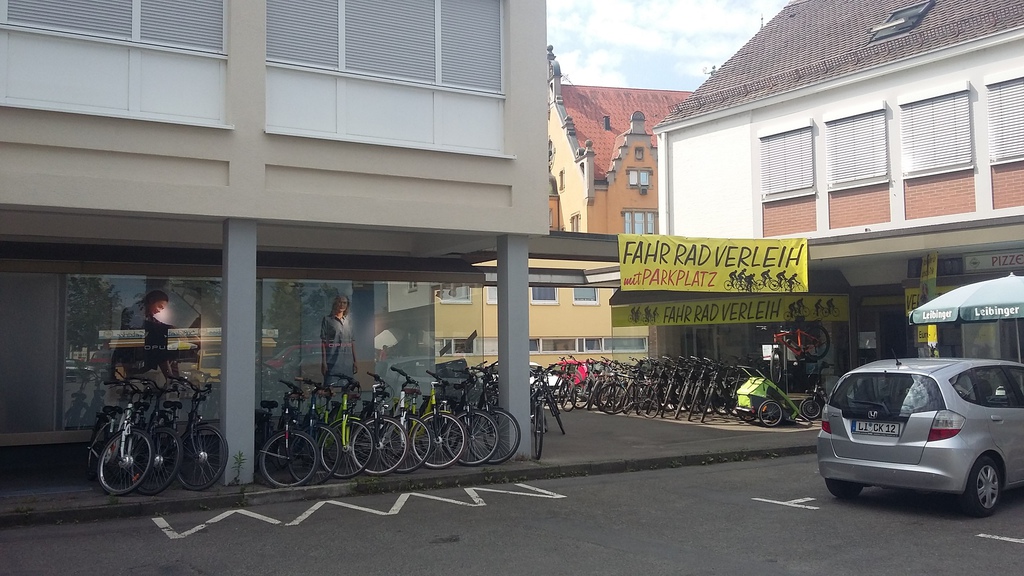 FAHR RAD VERLEIH
mit PARKPLATZ
FAHR RAD VERLEIH
PIZZE
Leibinger
Leibinger
LI CK 12